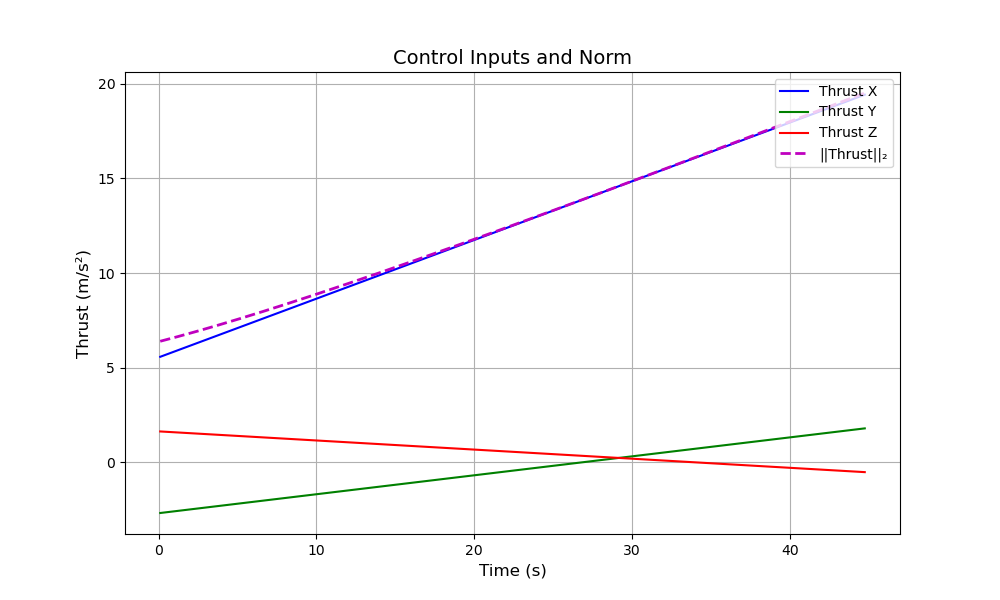 Control Inputs and Norm
Thrust X
Thrust Y
Thrust Z
||Thrust||₂
20
15
10
5
0
Thrust (m/s²)
0 10 20 30 40
Time (s)